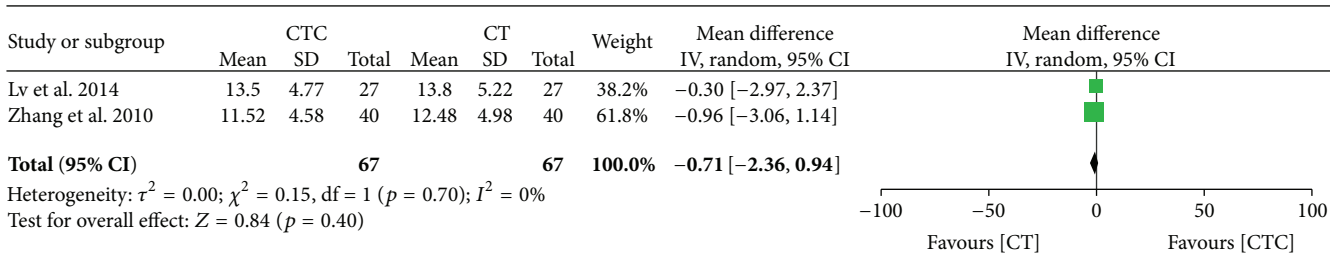 Study or subgroup CTC CT Weight Mean difference Mean difference
Mean SD Total Mean SD Total IV, random, 95% CI IV, random, 95% CI
Lv et al. 2014 13.5 4.77 27 13.8 5.22 27 38.2% −0.30 [−2.97, 2.37]
Zhang et al. 2010 11.52 4.58 40 12.48 4.98 40 61.8% −0.96 [−3.06, 1.14]
Total (95% CI) 67 67 100.0% −0.71 [−2.36, 0.94]
Heterogeneity: τ² = 0.00; χ² = 0.15, df = 1 (p = 0.70); I² = 0%
Test for overall effect: Z = 0.84 (p = 0.40)
−100 −50 0 50 100
Favours [CT] Favours [CTC]